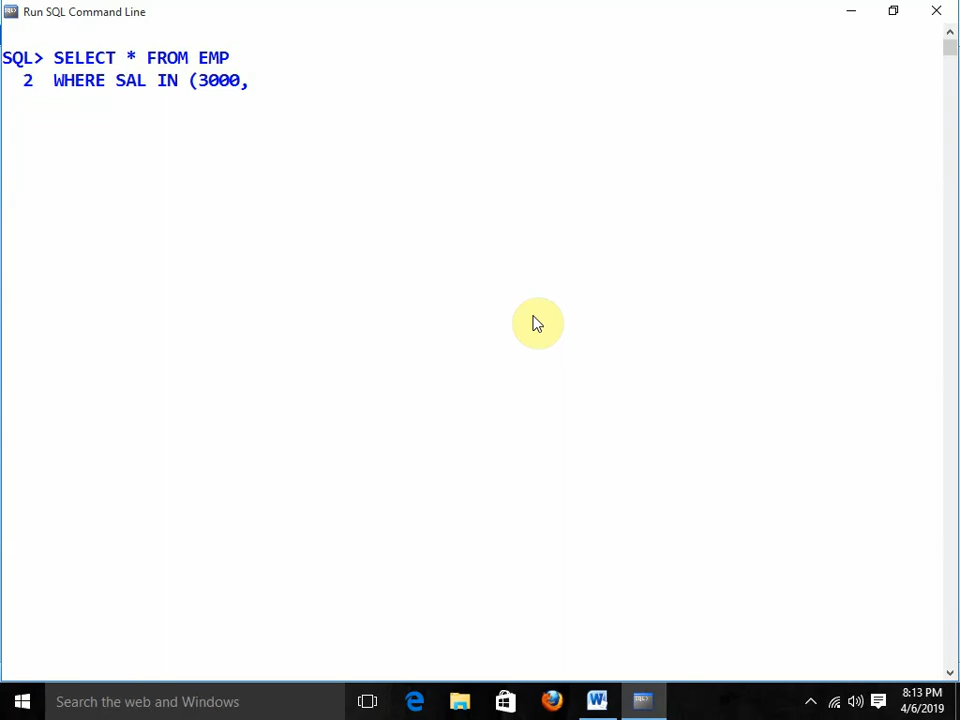 Run SQL Command Line
SQL> SELECT * FROM EMP
2 WHERE SAL IN (3000,
Search the web and Windows
8:13 PM
4/6/2019